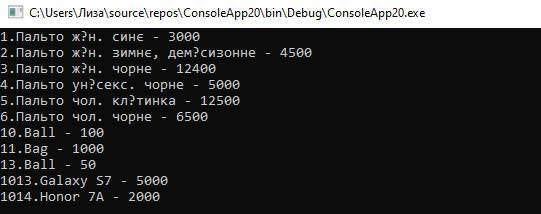 C:\Users\Лиза\source\repos\ConsoleApp20\bin\Debug\ConsoleApp20.exe
1.Пальто ж?н. синє - 3000
2.Пальто ж?н. зимнє, дем?сизонне - 4500
3.Пальто ж?н. чорне - 12400
4.Пальто ун?секс. чорне - 5000
5.Пальто чол. кл?тинка - 12500
6.Пальто чол. чорне - 6500
10.Ball - 100
11.Bag - 1000
13.Ball - 50
1013.Galaxy S7 - 5000
1014.Honor 7A - 2000